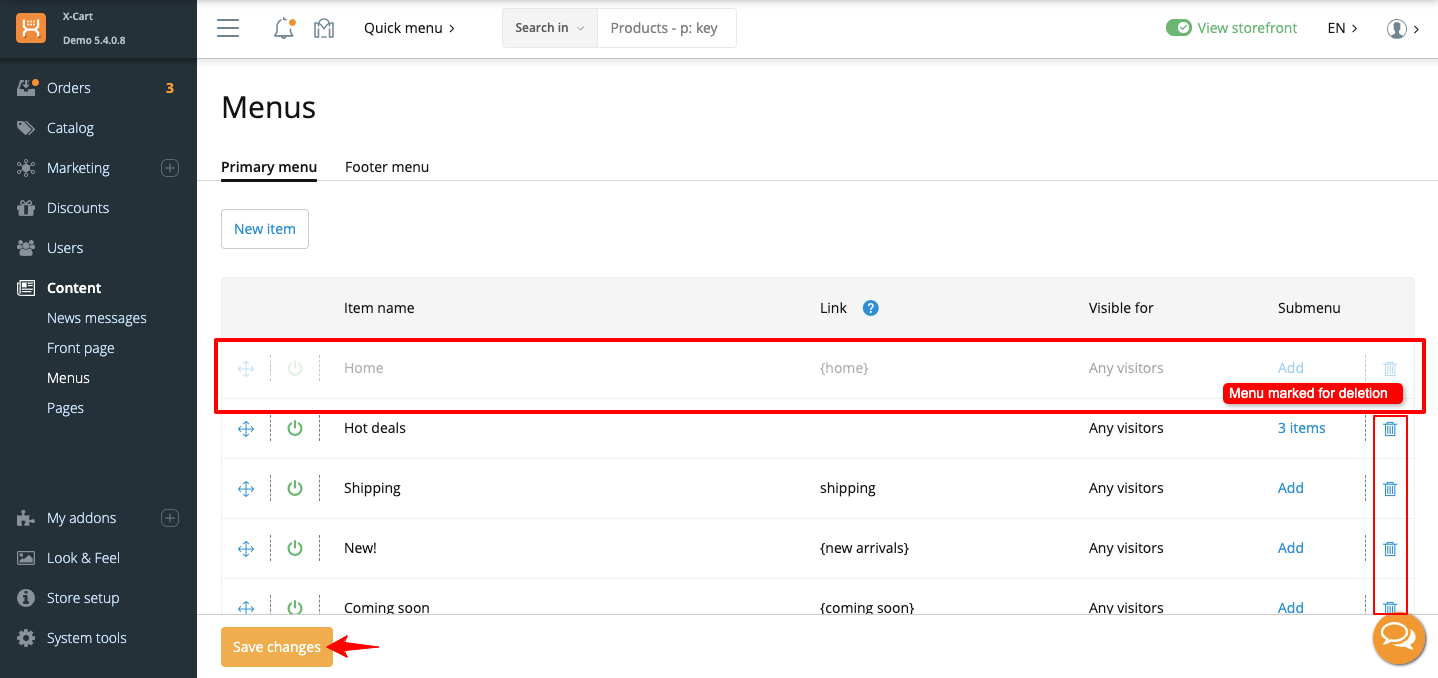 X-Cart
Demo 5.4.0.8
Quick menu
Search in
Products - p: key
View storefront
EN
Orders 3
Catalog
Marketing
Discounts
Users
Content
News messages
Front page
Menus
Pages
My addons
Look & Feel
Store setup
System tools
Menus
Primary menu Footer menu
New item
Item name Link ? Visible for Submenu
Home {home} Any visitors Add
Menu marked for deletion
Hot deals Any visitors 3 items
Shipping shipping Any visitors Add
New! {new arrivals} Any visitors Add
Coming soon {coming soon} Any visitors Add
Save changes